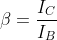 β = I_C / I_B